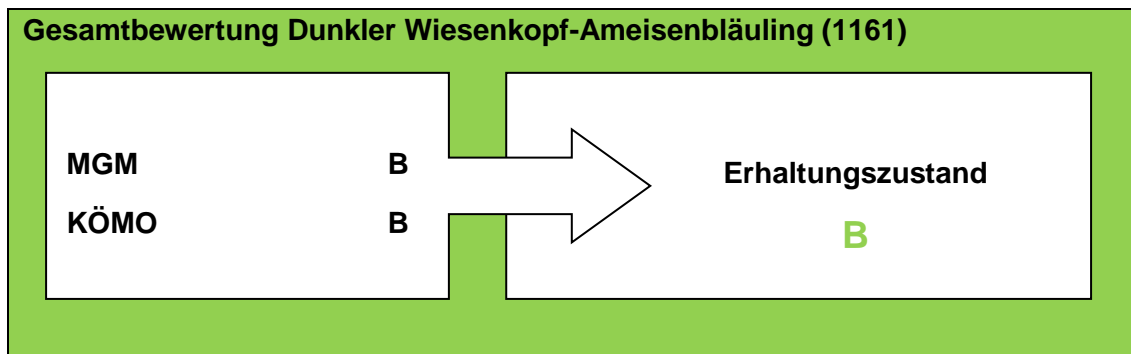 Gesamtbewertung Dunkler Wiesenkopf-Ameisenbläuling (1161)
MGM B
KÖMO B
Erhaltungszustand
B